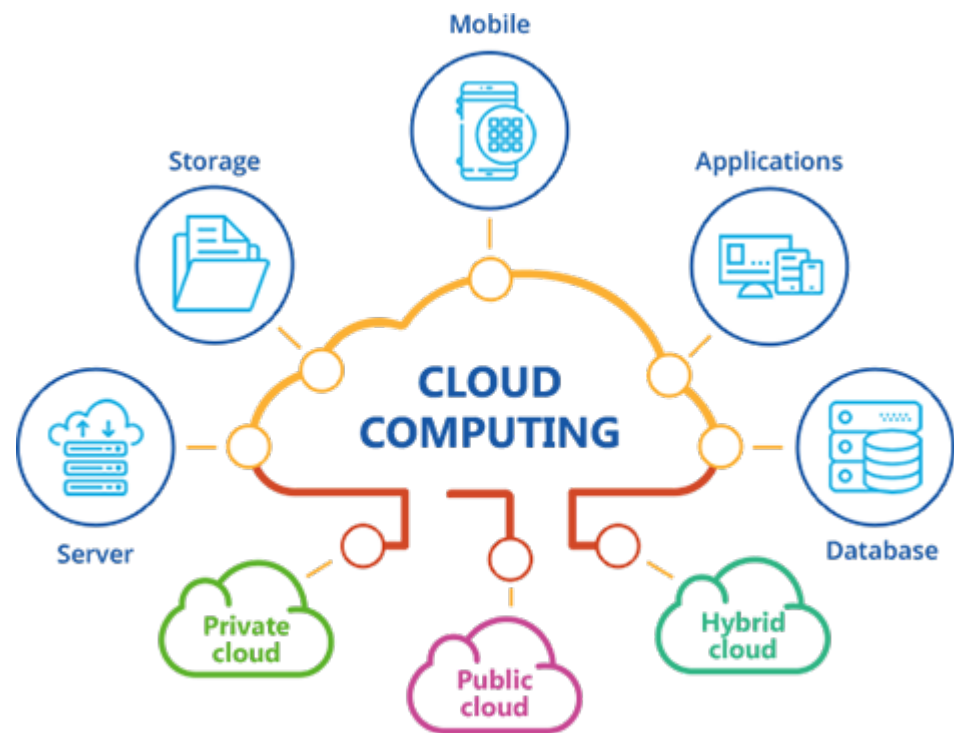 Mobile
Storage
Applications
CLOUD
COMPUTING
Server
Database
Private
cloud
Public
cloud
Hybrid
cloud